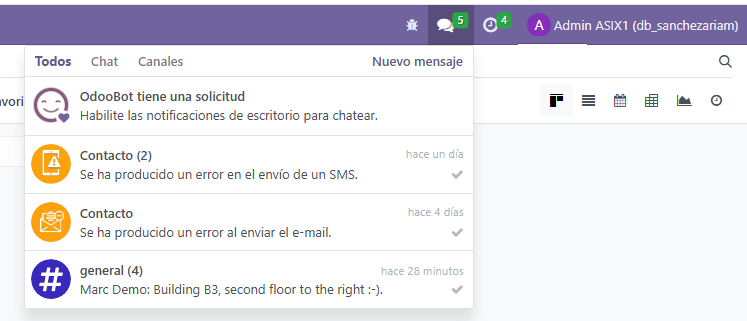 5
4
A
Admin ASIX1 (db_sanchezariam)
Todos
Chat
Canales
Nuevo mensaje
avori
OdooBot tiene una solicitud
Habilite las notificaciones de escritorio para chatear.
Contacto (2)
hace un día
Se ha producido un error en el envío de un SMS.
Contacto
hace 4 días
Se ha producido un error al enviar el e-mail.
#
general (4)
hace 28 minutos
Marc Demo: Building B3, second floor to the right :-).